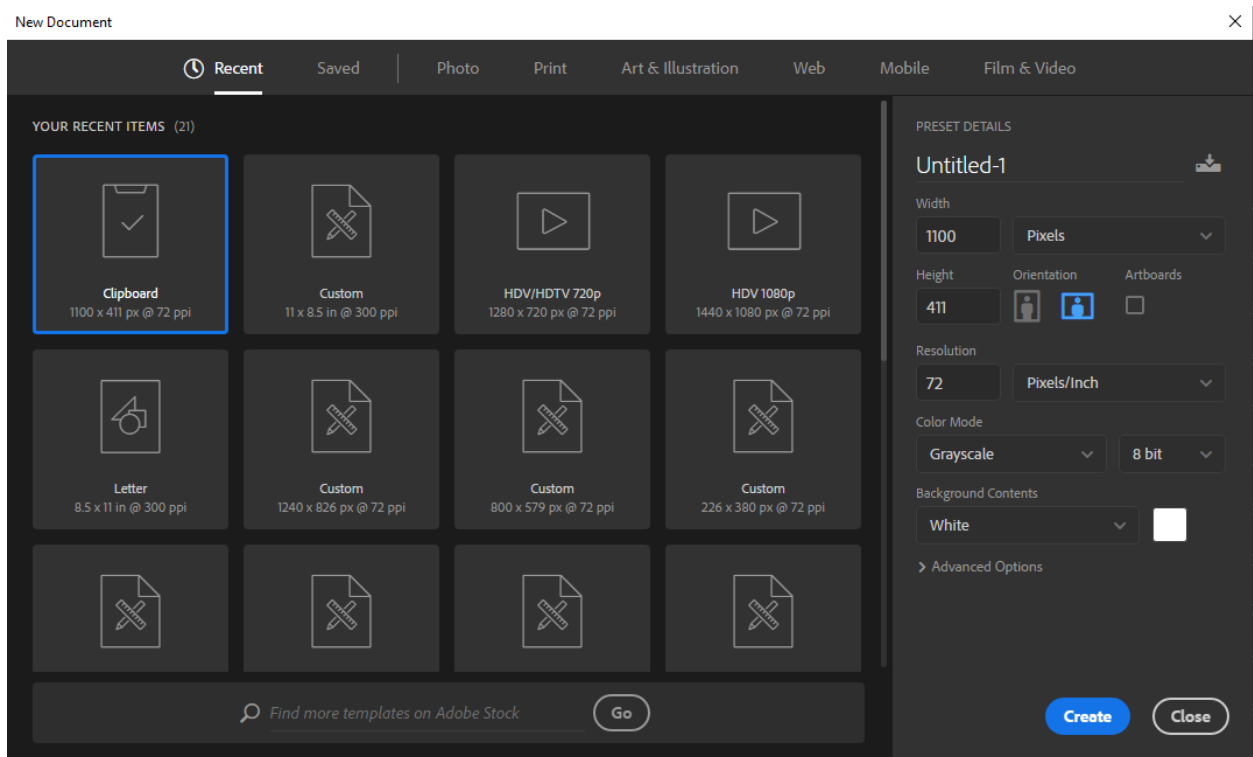 New Document
Recent Saved Photo Print Art & Illustration Web Mobile Film & Video
YOUR RECENT ITEMS (21)
Clipboard
1100 x 411 px @ 72 ppi
Custom
11 x 8.5 in @ 300 ppi
HDV/HDTV 720p
1280 x 720 px @ 72 ppi
HDV 1080p
1440 x 1080 px @ 72 ppi
Letter
8.5 x 11 in @ 300 ppi
Custom
1240 x 826 px @ 72 ppi
Custom
800 x 579 px @ 72 ppi
Custom
226 x 380 px @ 72 ppi
Find more templates on Adobe Stock
Go
PRESET DETAILS
Untitled-1
Width
1100 Pixels
Height Orientation Artboards
411
Resolution
72 Pixels/Inch
Color Mode
Grayscale 8 bit
Background Contents
White
Advanced Options
Create Close